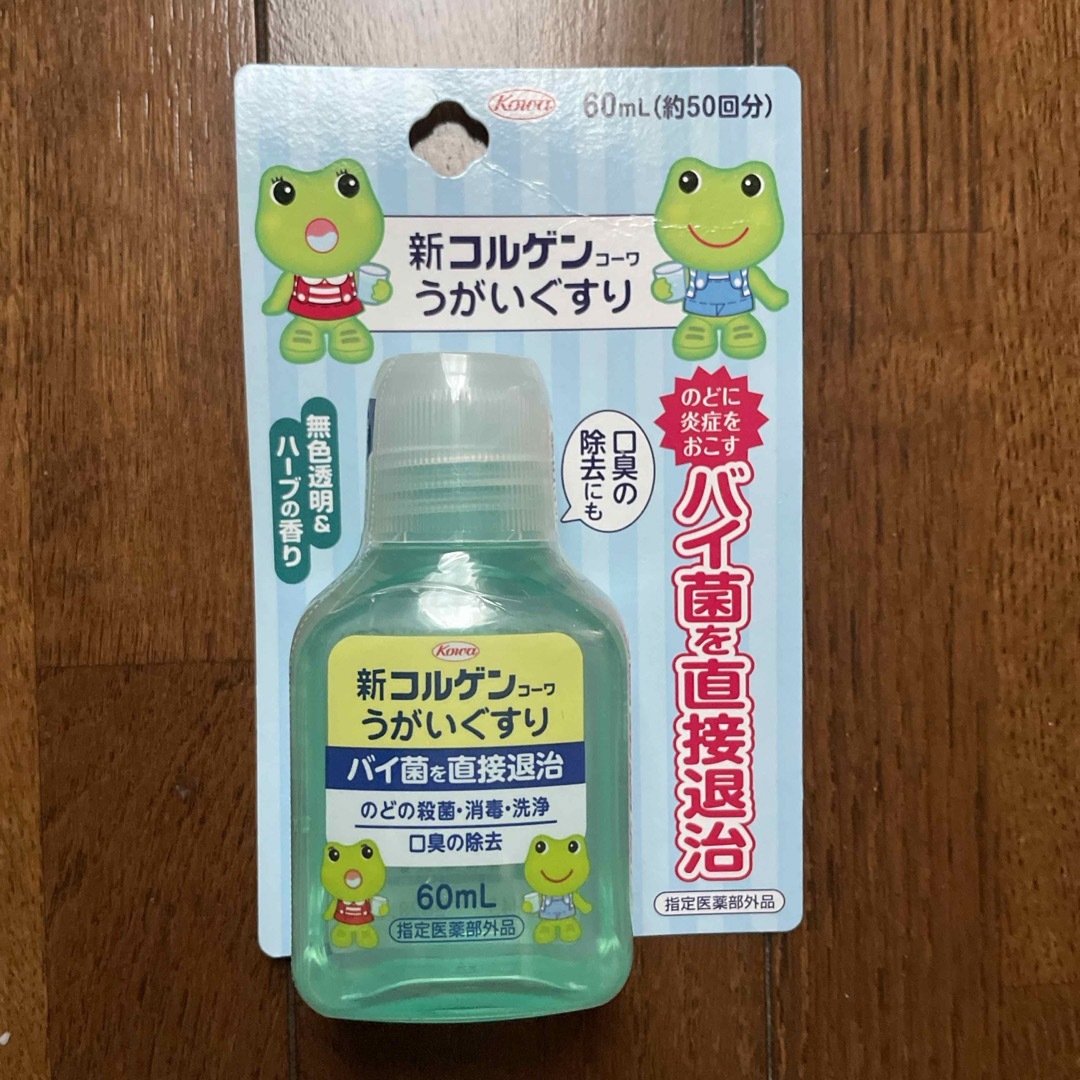 Kowa
60mL(約50回分)
新コルゲンコーワ
うがいぐすり
無色透明&
ハーブの香り
口臭の
除去にも
のどに
炎症を
おこす
バイ菌を直接退治
指定医薬部外品
Kowa
新コルゲンコーワ
うがいぐすり
バイ菌を直接退治
のどの殺菌・消毒・洗浄
口臭の除去
60mL
指定医薬部外品